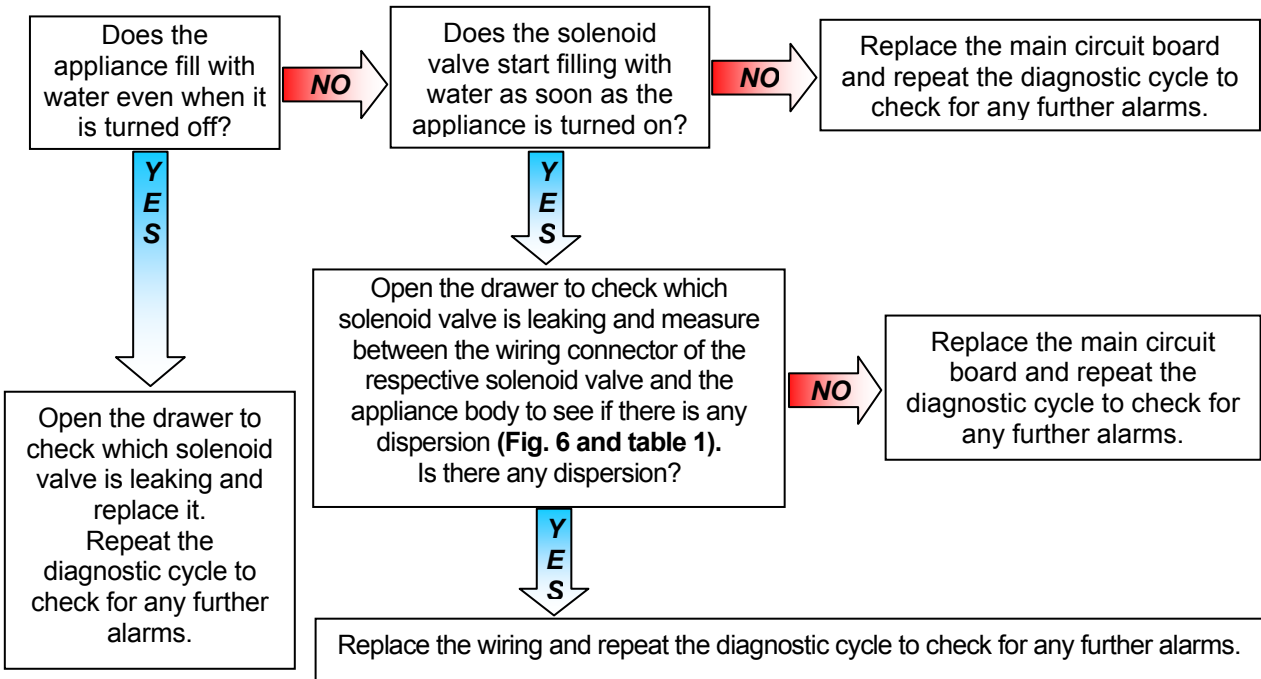 Does the
appliance fill with
water even when it
is turned off?
NO
Does the solenoid
valve start filling with
water as soon as the
appliance is turned on?
NO
Replace the main circuit board
and repeat the diagnostic cycle to
check for any further alarms.
YES
YES
Open the drawer to check which
solenoid valve is leaking and measure
between the wiring connector of the
respective solenoid valve and the
appliance body to see if there is any
dispersion (Fig. 6 and table 1).
Is there any dispersion?
NO
Replace the main circuit
board and repeat the
diagnostic cycle to check for
any further alarms.
Open the drawer to
check which solenoid
valve is leaking and
replace it.
Repeat the
diagnostic cycle to
check for any further
alarms.
YES
Replace the wiring and repeat the diagnostic cycle to check for any further alarms.